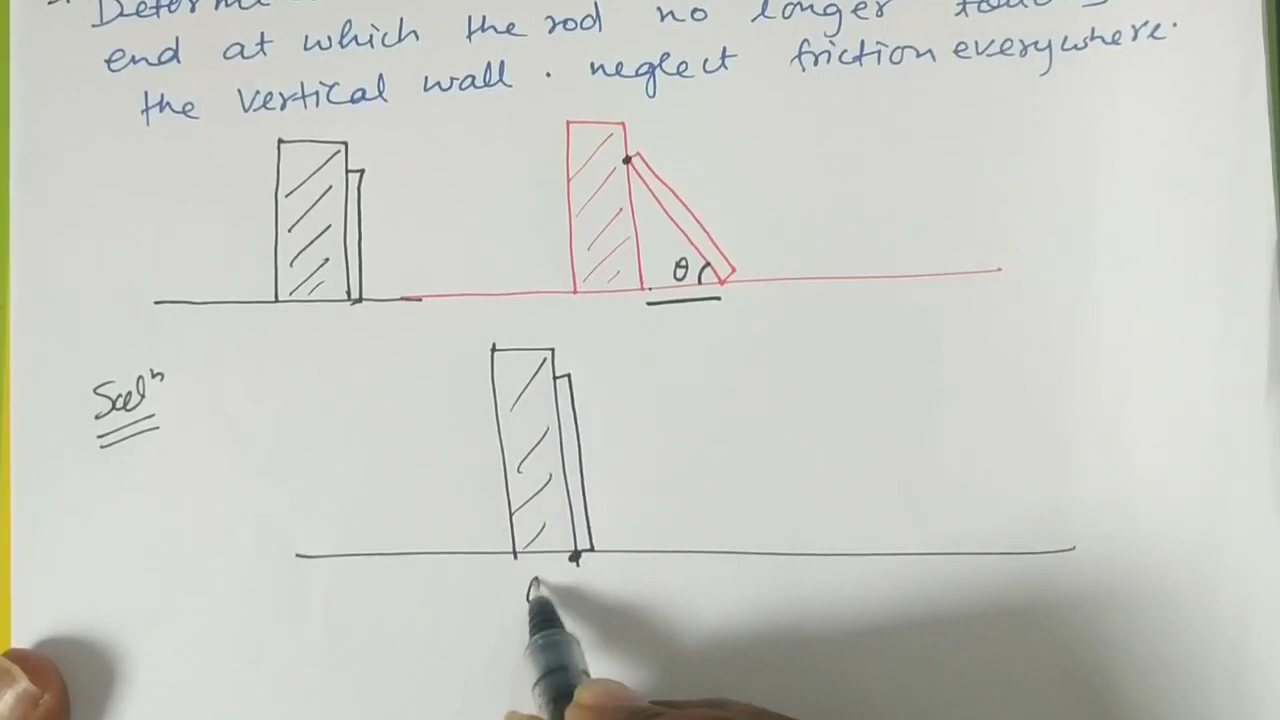 the rod no longer
end at which
the vertical wall. neglect friction everywhere.
θ
Solⁿ